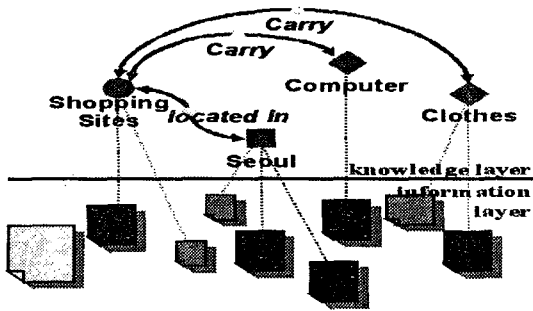 Carry
Carry
Computer
Shopping
Sites
Clothes
located in
Seoul
knowledge layer
information
layer